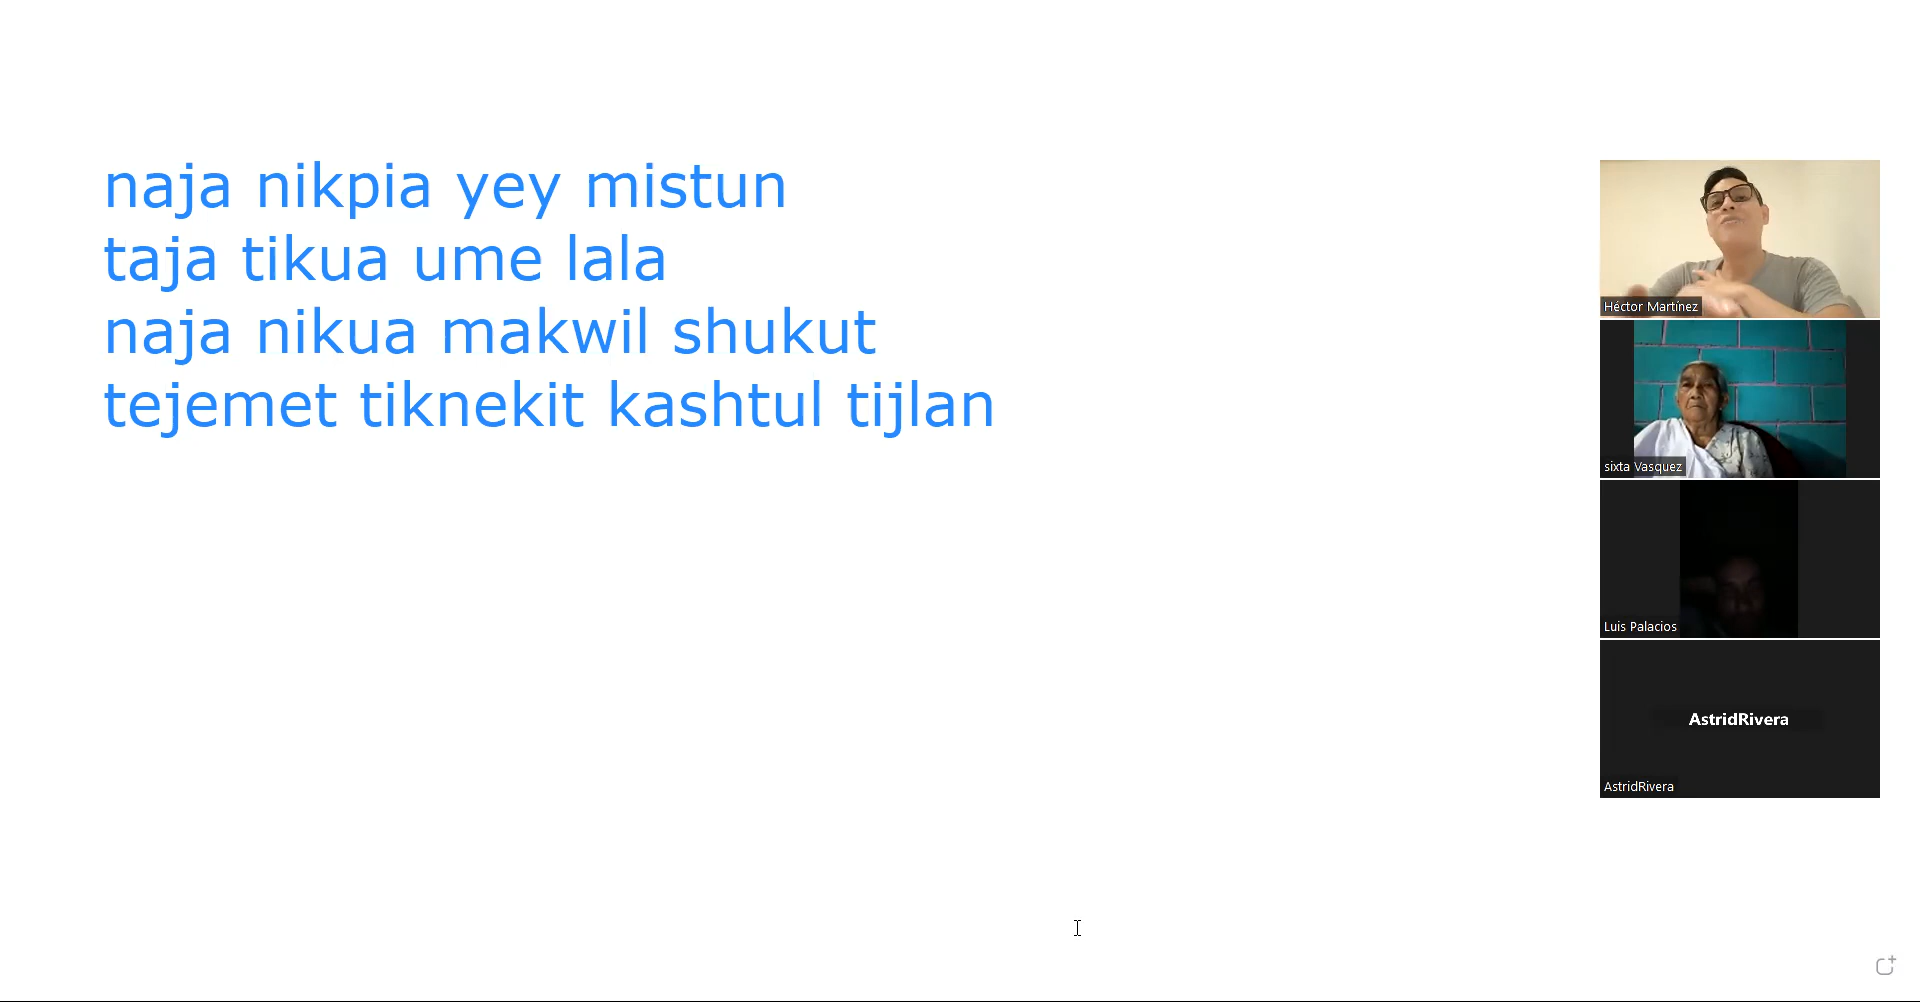 naja nikpia yey mistun
taja tikua ume lala
naja nikua makwil shukut
tejemet tiknekit kashtul tijlan
Héctor Martínez
sixta Vasquez
Luis Palacios
AstridRivera
AstridRivera